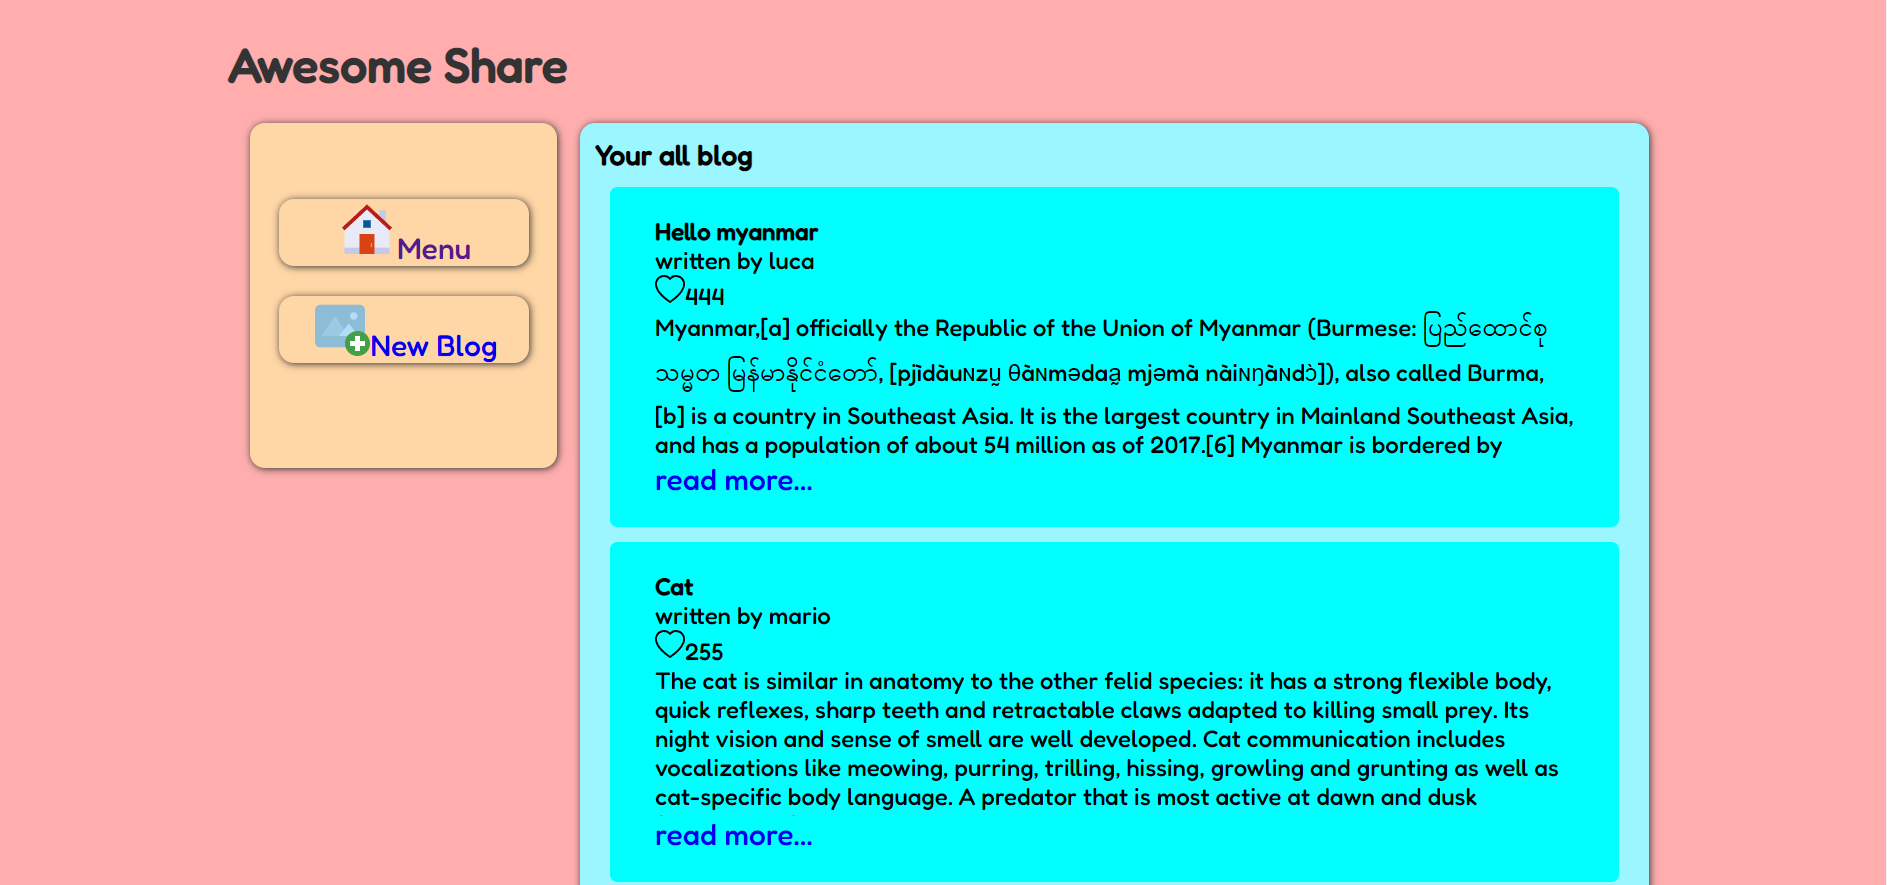 Awesome Share
Menu
New Blog
Your all blog
Hello myanmar
written by luca
444
Myanmar,[a] officially the Republic of the Union of Myanmar (Burmese: ပြည်ထောင်စု
သမ္မတ မြန်မာနိုင်ငံတော်, [pjìdàuɴzṵ θàɴməda̰ mjəmà nàiɴŋàɴdɔ̀]), also called Burma,
[b] is a country in Southeast Asia. It is the largest country in Mainland Southeast Asia,
and has a population of about 54 million as of 2017.[6] Myanmar is bordered by
read more...
Cat
written by mario
255
The cat is similar in anatomy to the other felid species: it has a strong flexible body,
quick reflexes, sharp teeth and retractable claws adapted to killing small prey. Its
night vision and sense of smell are well developed. Cat communication includes
vocalizations like meowing, purring, trilling, hissing, growling and grunting as well as
cat-specific body language. A predator that is most active at dawn and dusk
read more...